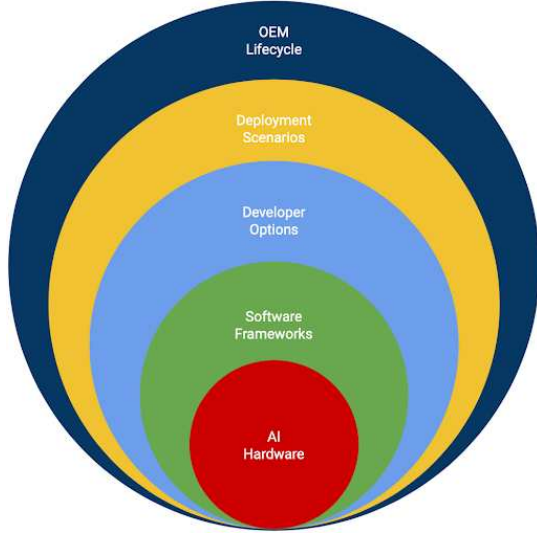 OEM
Lifecycle
Deployment
Scenarios
Developer
Options
Software
Frameworks
AI
Hardware